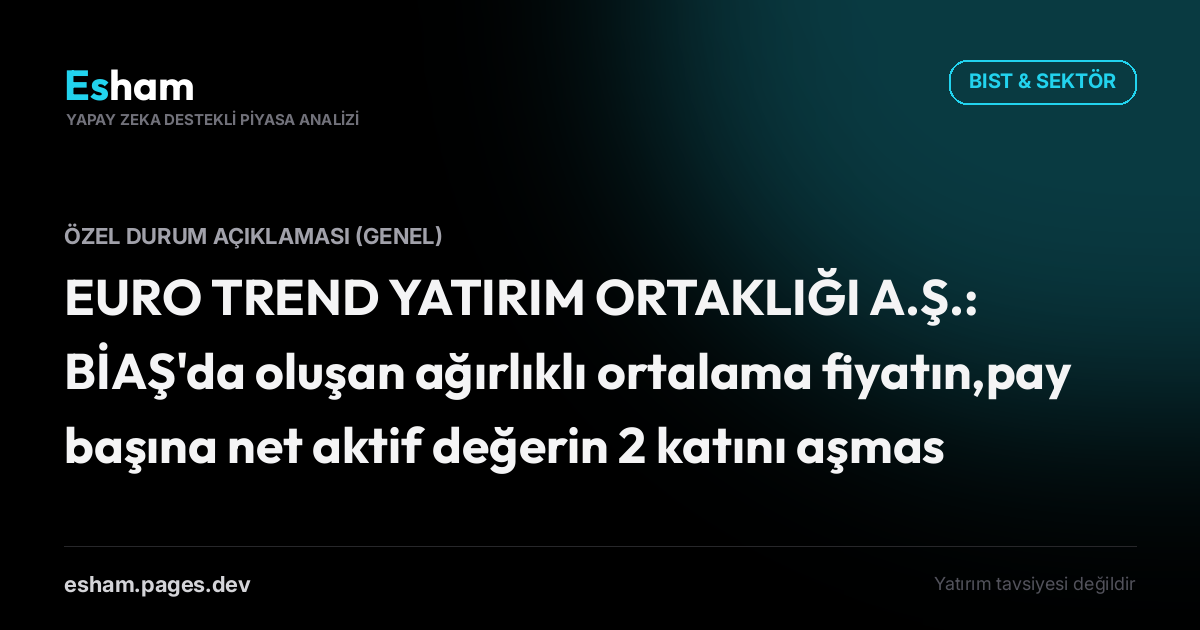 Esham
BIST & SEKTÖR
YAPAY ZEKA DESTEKLİ PİYASA ANALİZİ
ÖZEL DURUM AÇIKLAMASI (GENEL)
EURO TREND YATIRIM ORTAKLIĞI A.Ş.:
BİAŞ'da oluşan ağırlıklı ortalama fiyatın,pay
başına net aktif değerin 2 katını aşmas
esham.pages.dev
Yatırım tavsiyesi değildir